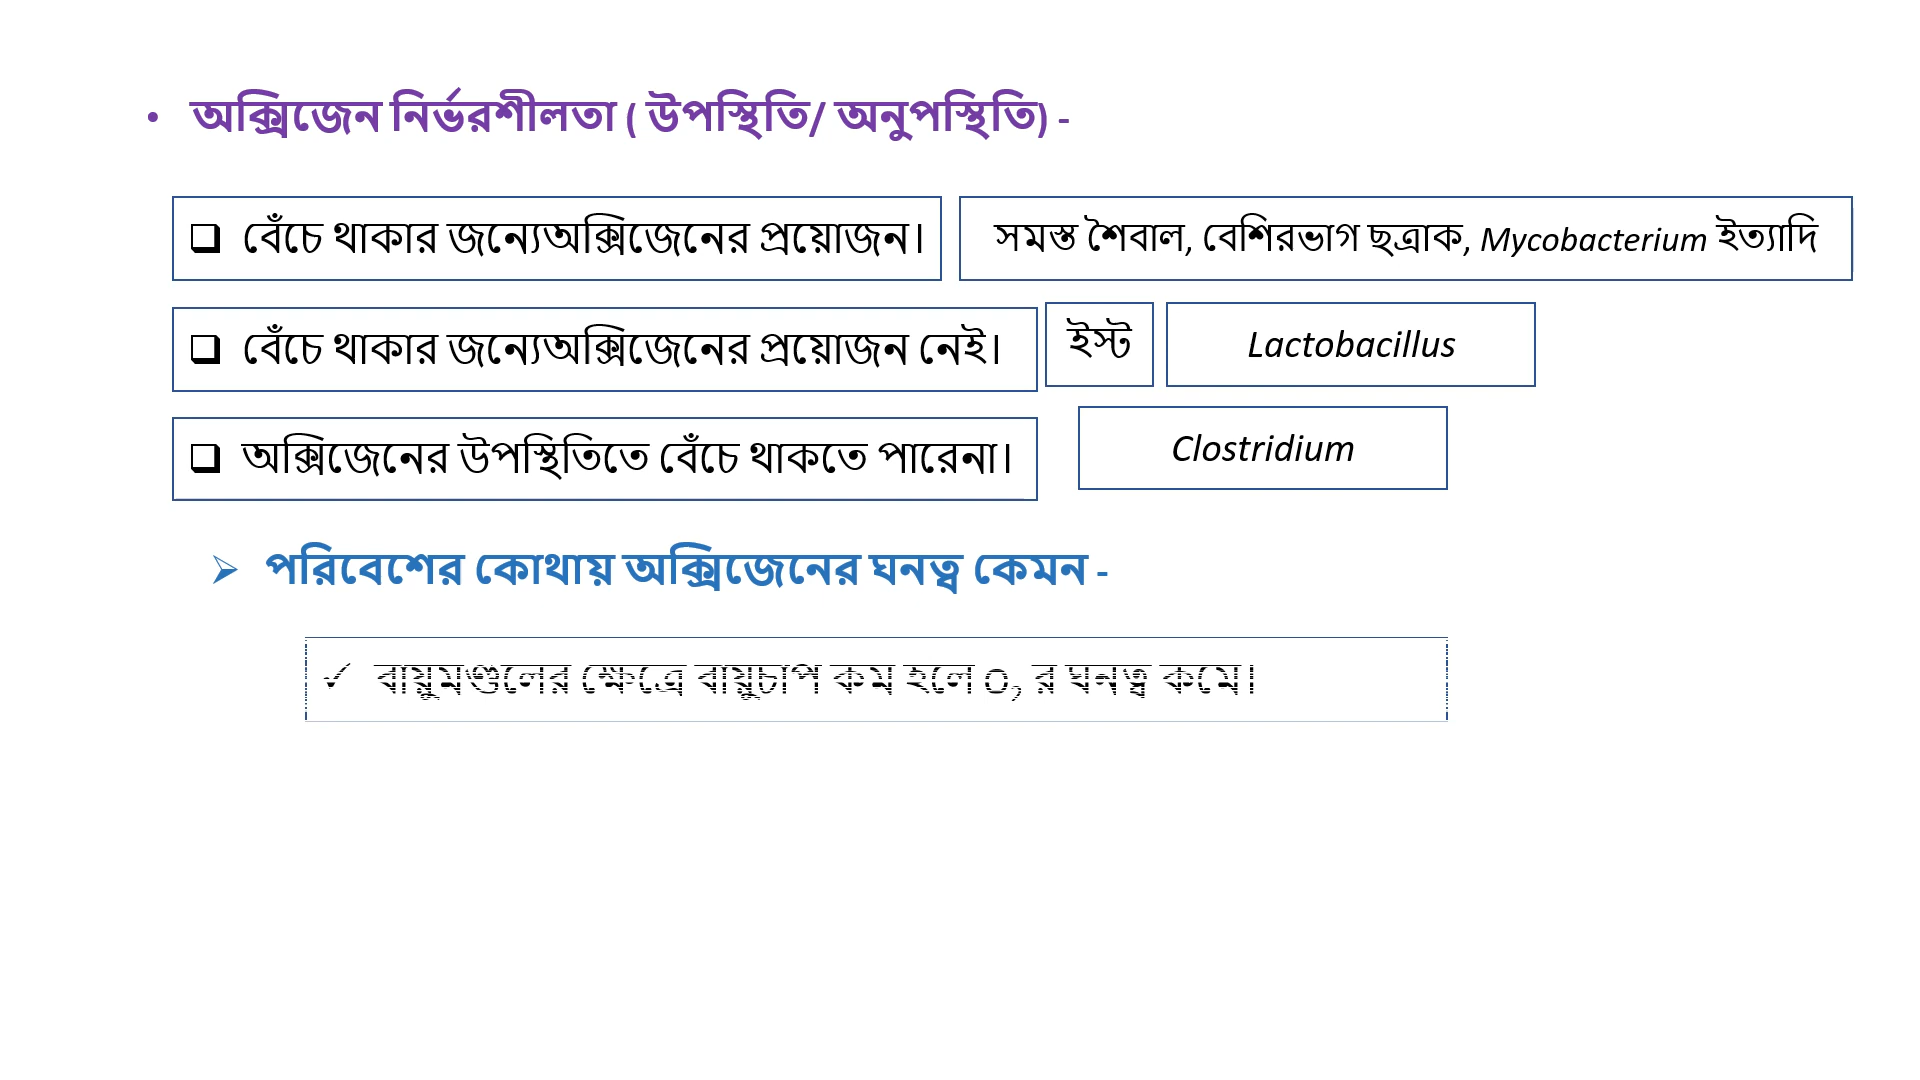 • অক্সিজেন নির্ভরশীলতা ( উপস্থিতি/ অনুপস্থিতি) -
❑ বেঁচে থাকার জন্যেঅক্সিজেনের প্রয়োজন। সমস্ত শৈবাল, বেশিরভাগ ছত্রাক, Mycobacterium ইত্যাদি
❑ বেঁচে থাকার জন্যেঅক্সিজেনের প্রয়োজন নেই। ইস্ট Lactobacillus
❑ অক্সিজেনের উপস্থিতিতে বেঁচে থাকতে পারেনা। Clostridium
➢ পরিবেশের কোথায় অক্সিজেনের ঘনত্ব কেমন -
✓ বায়ুমণ্ডলের ক্ষেত্রে বায়ুচাপ কম হলে O₂ র ঘনত্ব কমে।